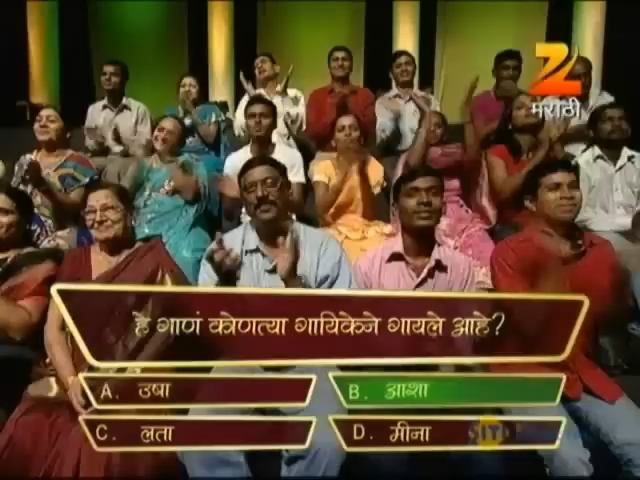 मराठी
हे गाणं कोणत्या गायिकेने गायले आहे?
A. उषा
B. आशा
C. लता
D. मीना